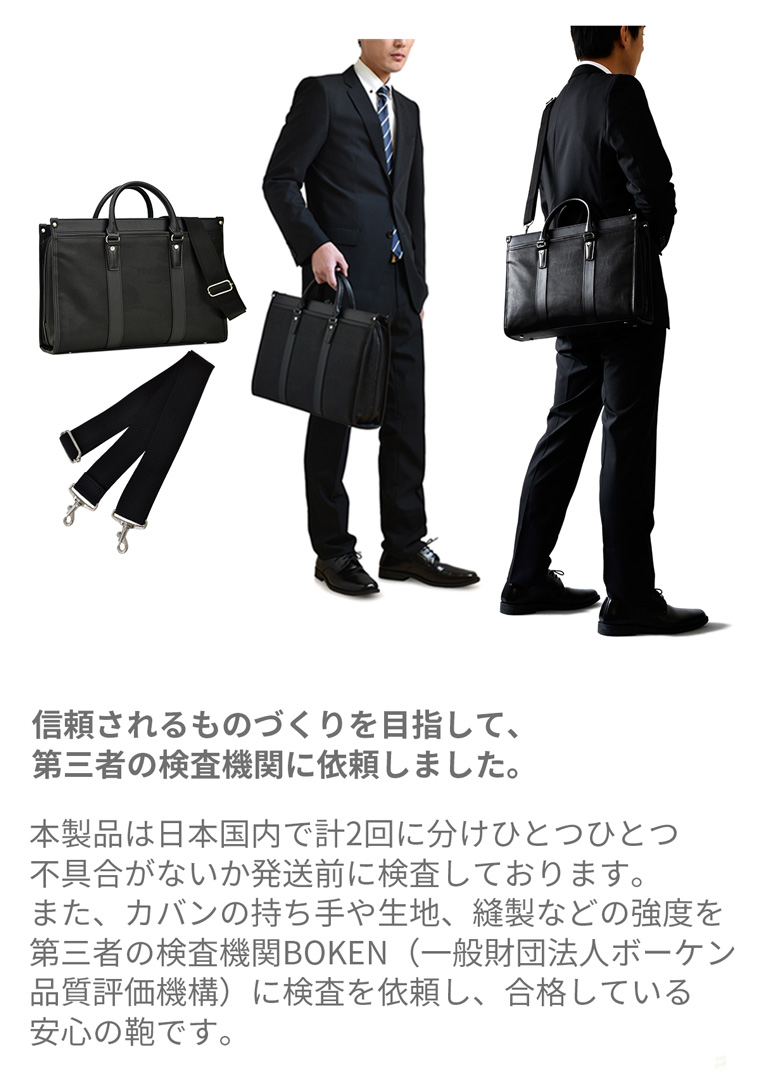 信頼されるものづくりを目指して、
第三者の検査機関に依頼しました。
本製品は日本国内で計2回に分けひとつひとつ
不具合がないか発送前に検査しております。
また、カバンの持ち手や生地、縫製などの強度を
第三者の検査機関BOKEN（一般財団法人ボーケン
品質評価機構）に検査を依頼し、合格している
安心の鞄です。